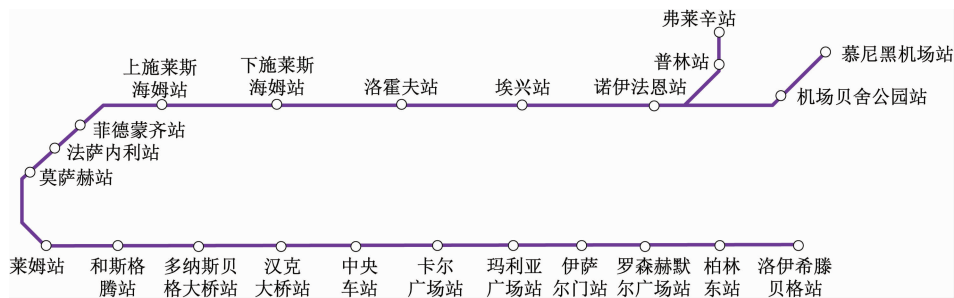 弗莱辛站
普林站
慕尼黑机场站
上施莱斯
海姆站
下施莱斯
海姆站
洛霍夫站
埃兴站
诺伊法恩站
机场贝舍公园站
菲德蒙齐站
法萨内利站
莫萨赫站
莱姆站
和斯格
腾站
多纳斯贝
格大桥站
汉克
大桥站
中央
车站
卡尔
广场站
玛利亚
广场站
伊萨
尔门站
罗森赫默
尔广场站
柏林
东站
洛伊希滕
贝格站